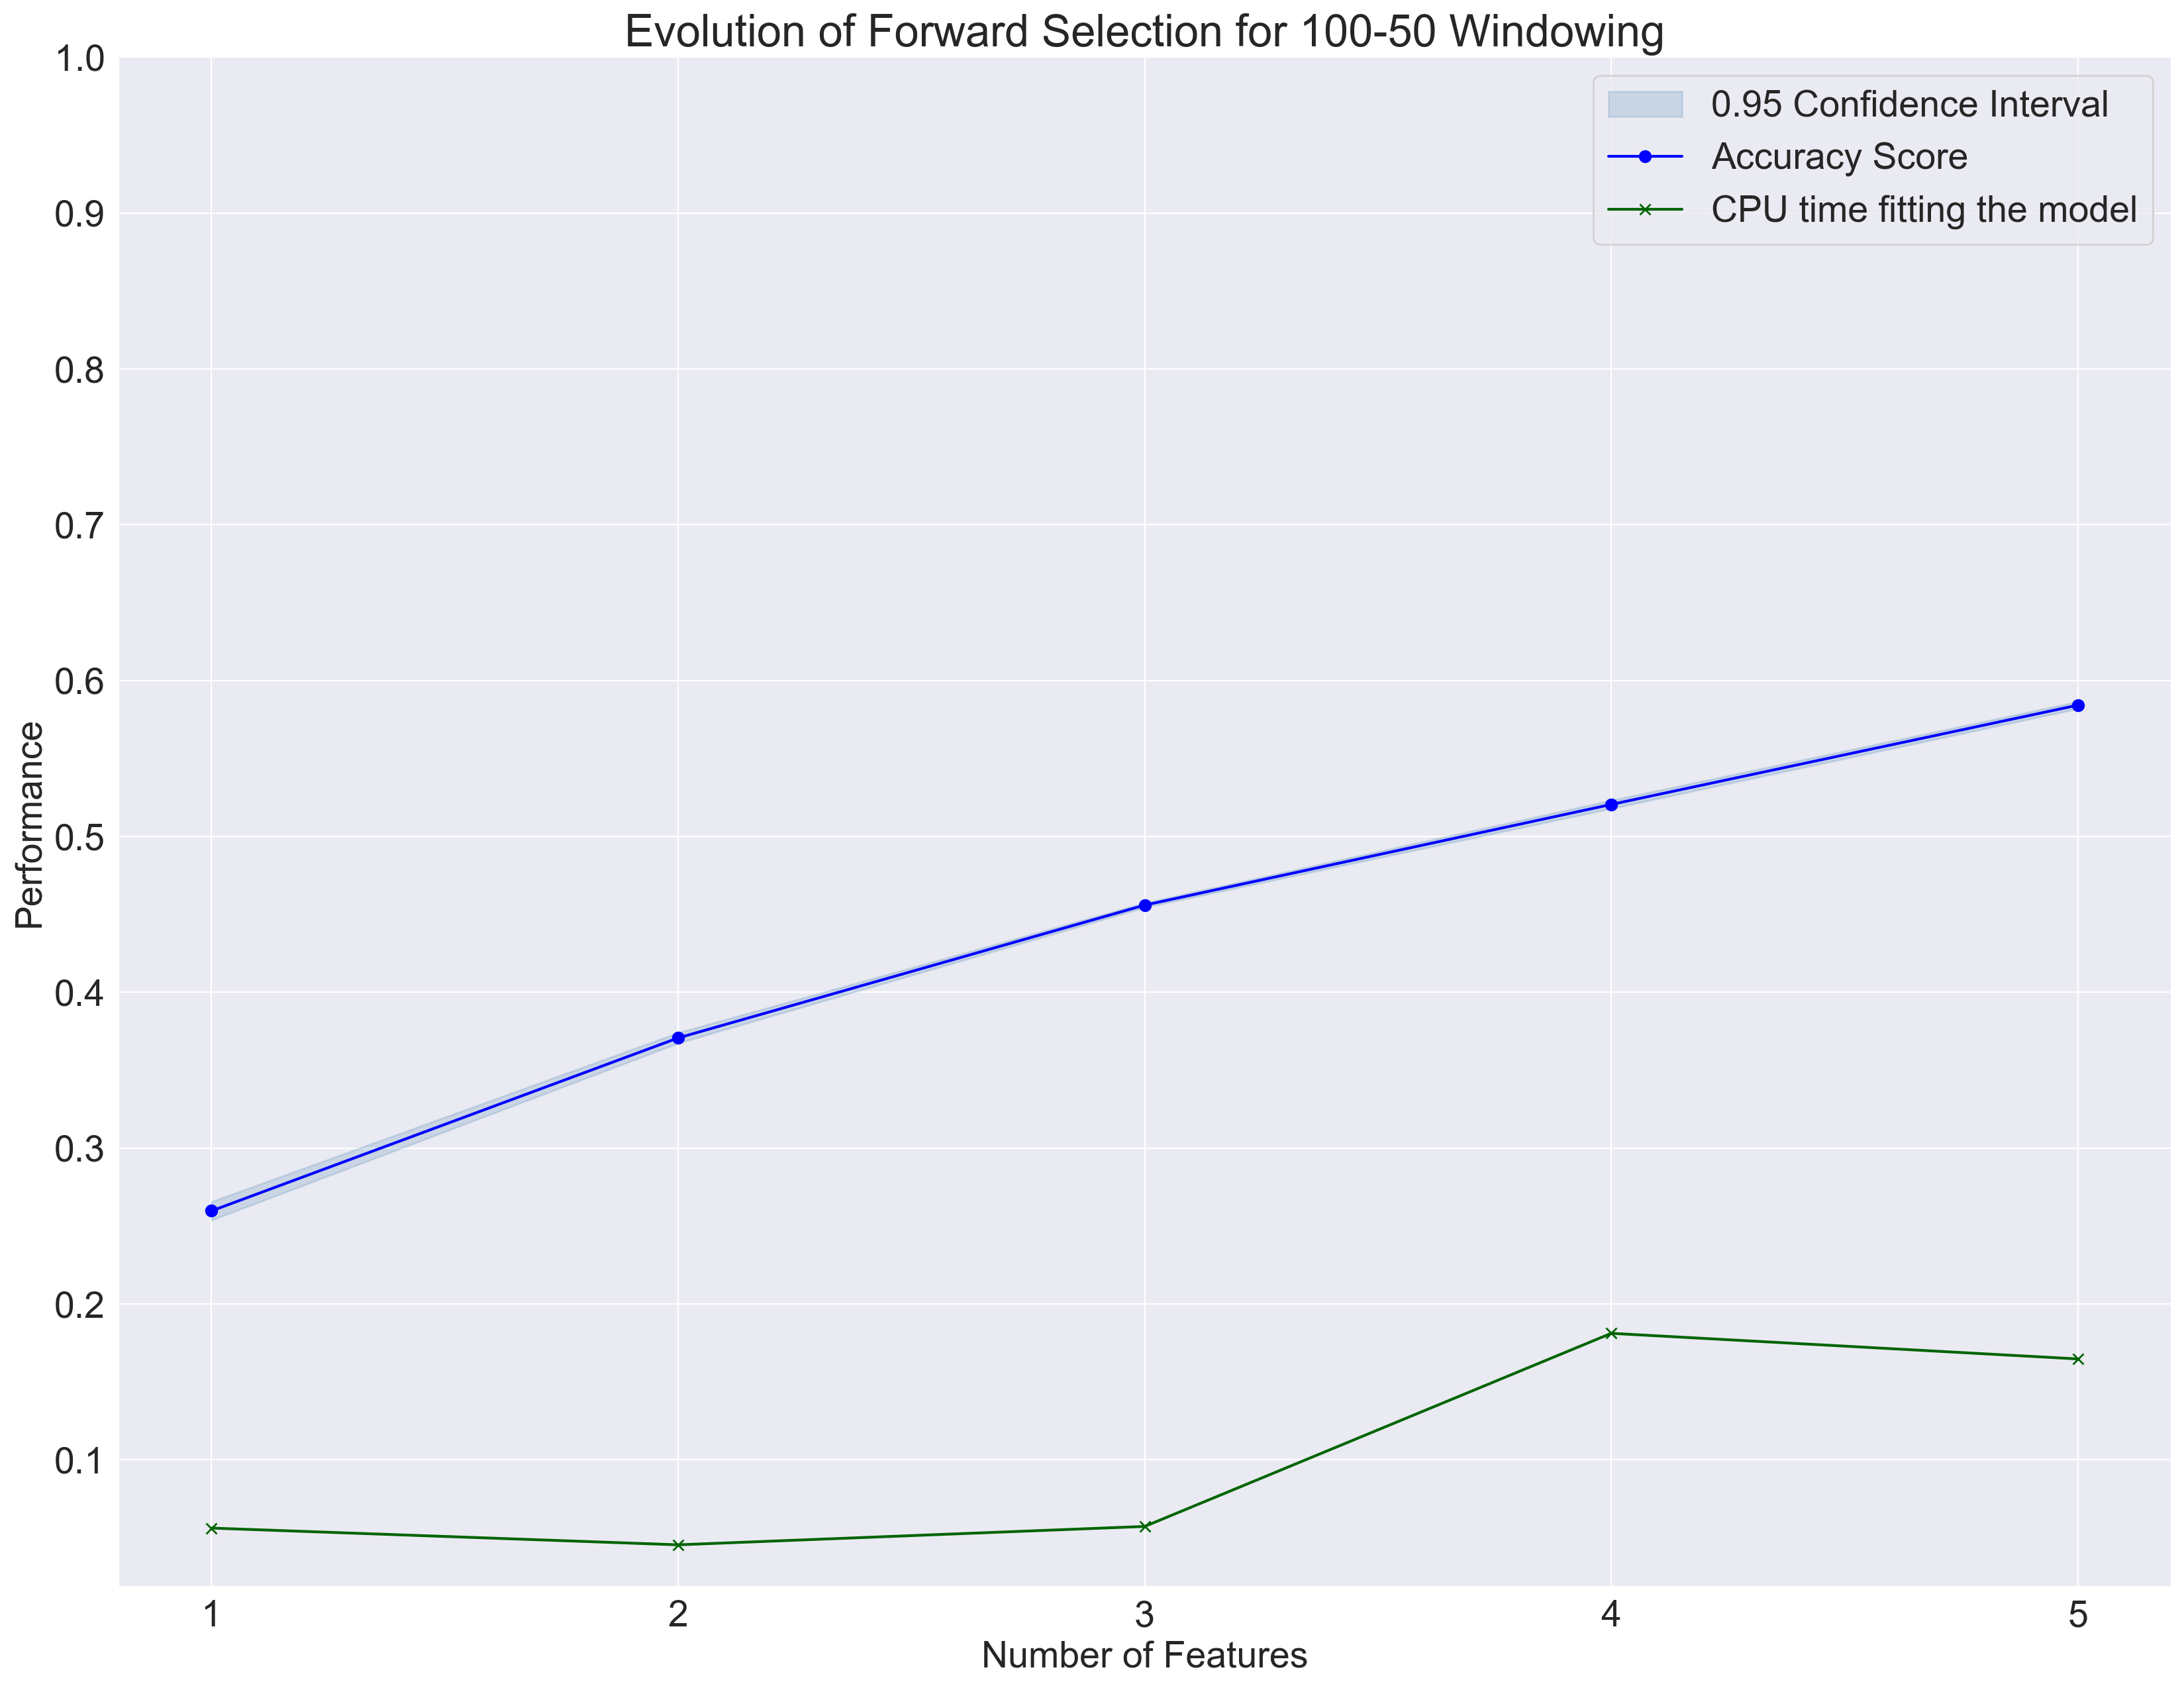 Evolution of Forward Selection for 100-50 Windowing
1.0
0.9
0.8
0.7
0.6
0.5
0.4
0.3
0.2
0.1
Performance
0.95 Confidence Interval
Accuracy Score
CPU time fitting the model
1 2 3 4 5
Number of Features